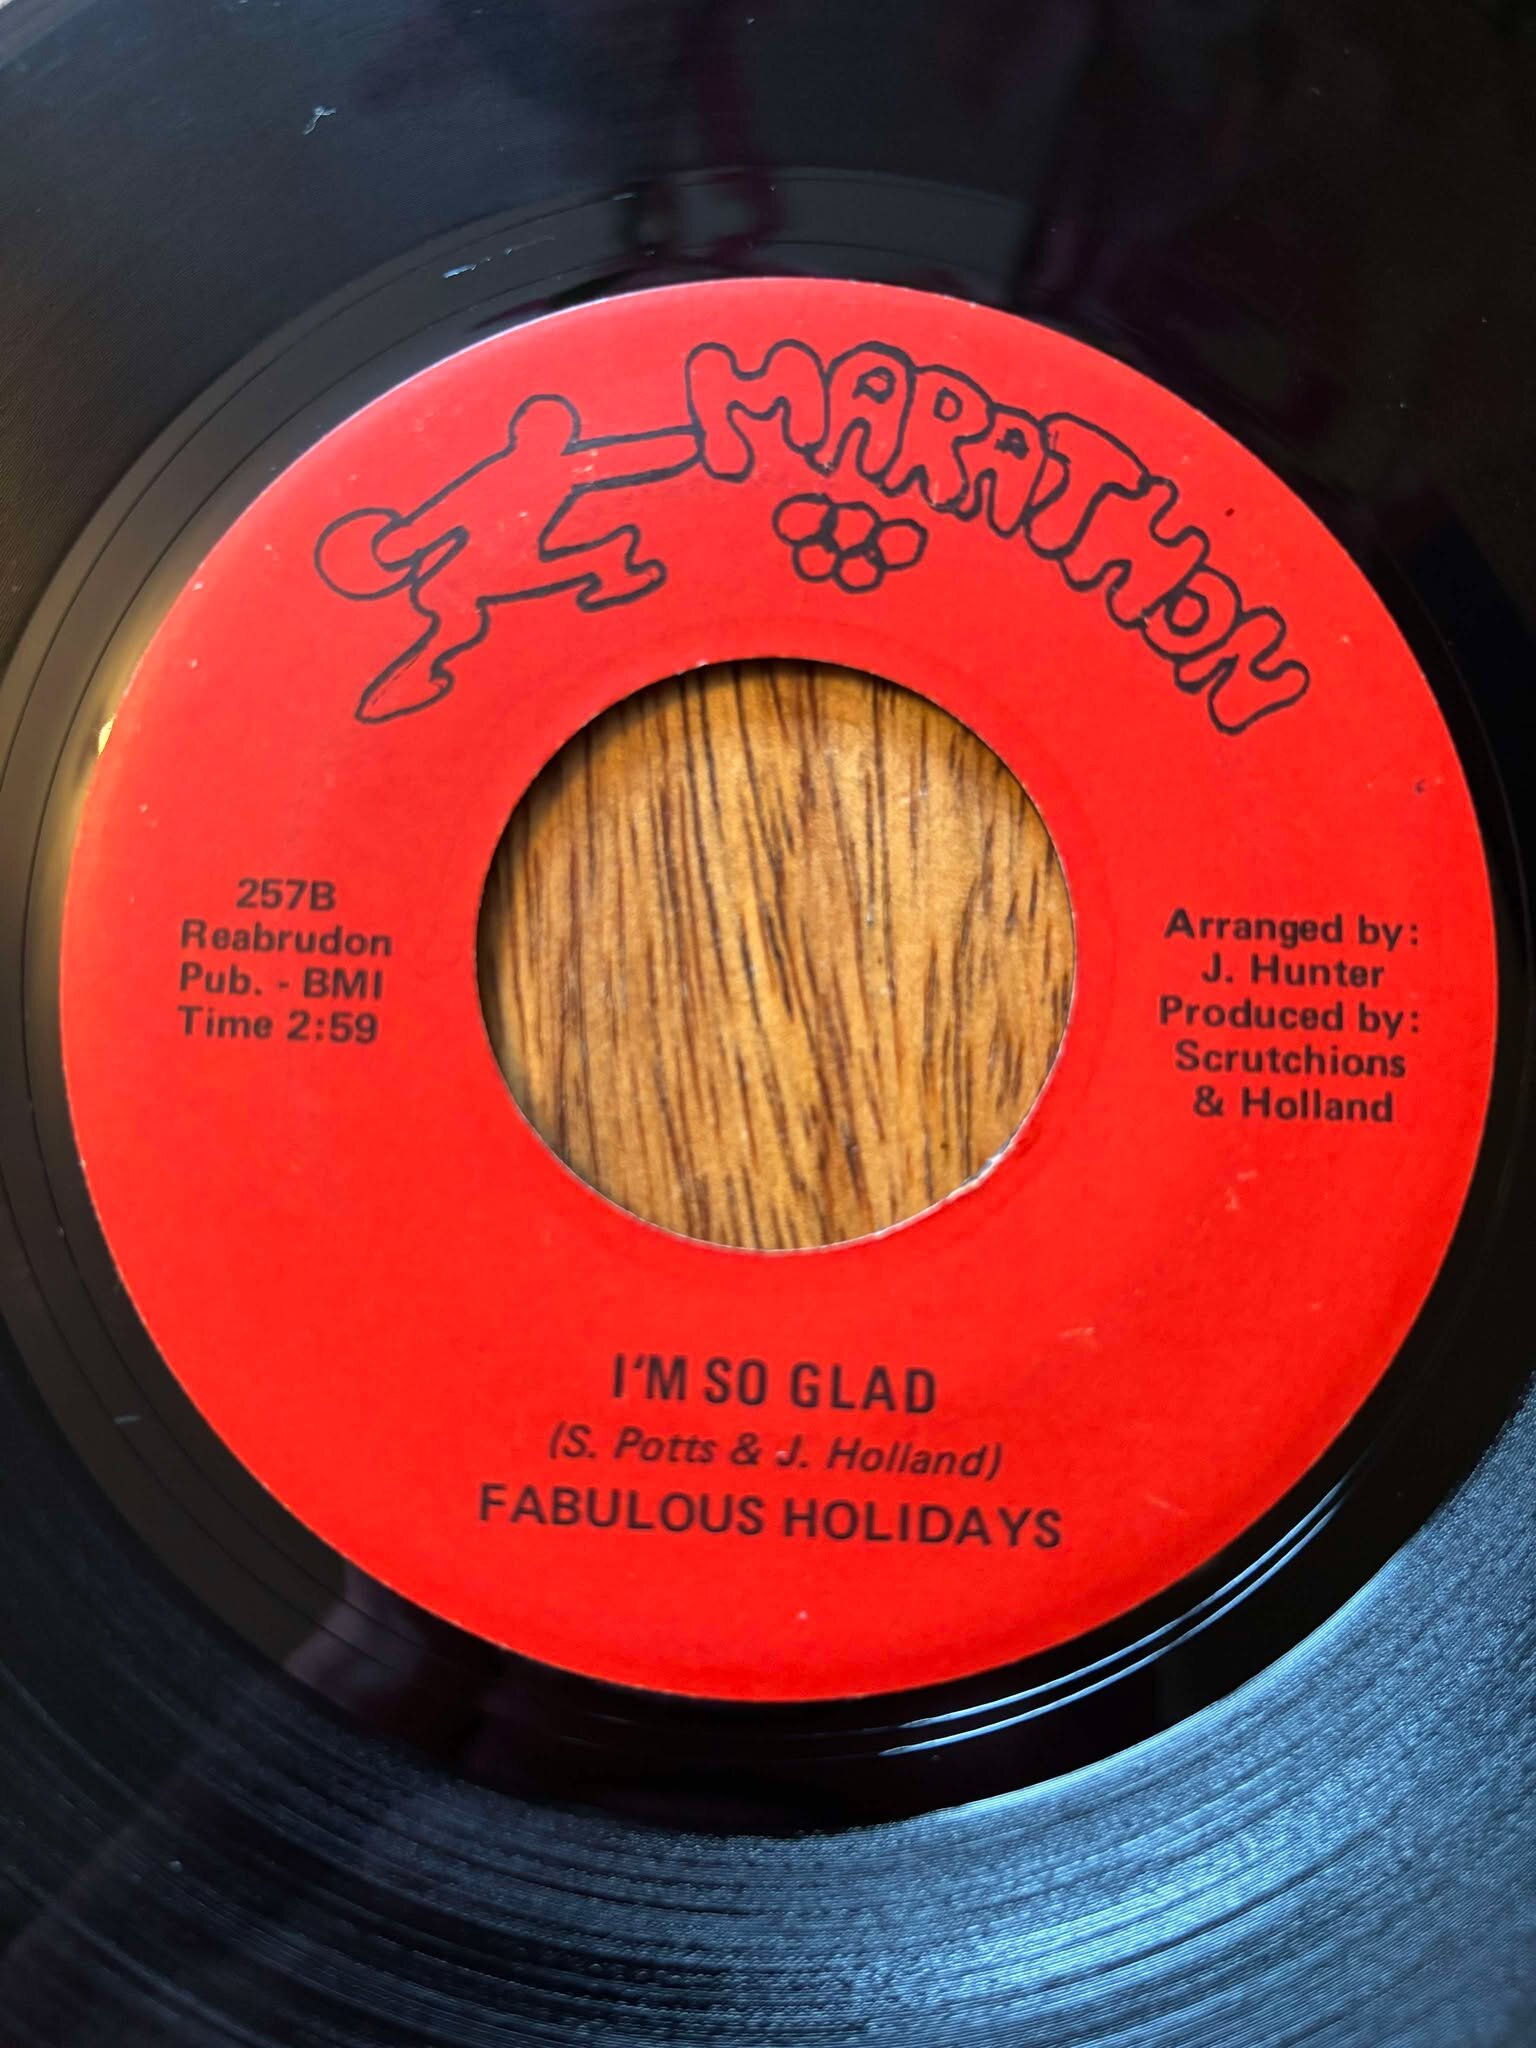 MARATHON
257B
Reabrudon
Pub. - BMI
Time 2:59
Arranged by:
J. Hunter
Produced by:
Scrutchions
& Holland
I'M SO GLAD
(S. Potts & J. Holland)
FABULOUS HOLIDAYS